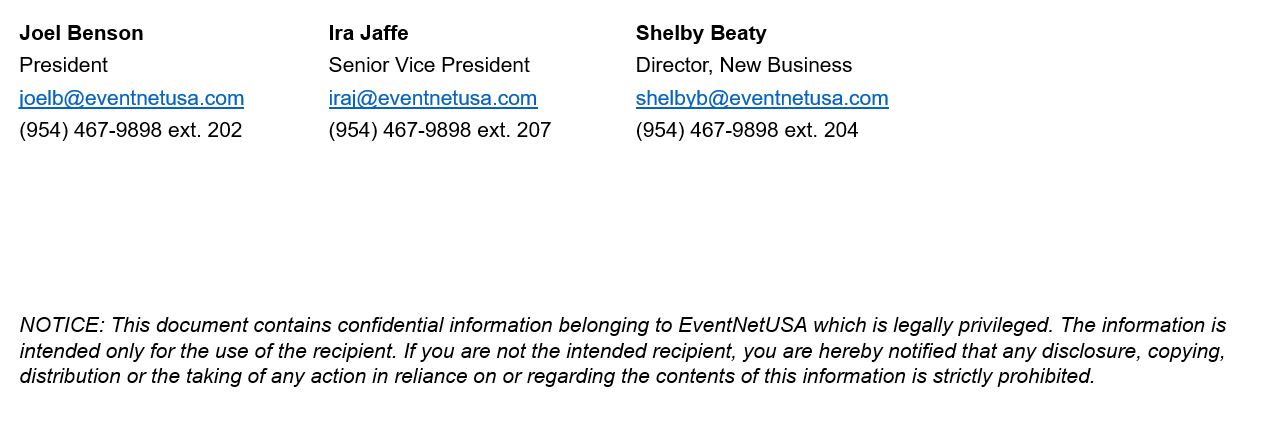 Joel Benson
President
joelb@eventnetusa.com
(954) 467-9898 ext. 202
Ira Jaffe
Senior Vice President
iraj@eventnetusa.com
(954) 467-9898 ext. 207
Shelby Beaty
Director, New Business
shelbyb@eventnetusa.com
(954) 467-9898 ext. 204
NOTICE: This document contains confidential information belonging to EventNetUSA which is legally privileged. The information is
intended only for the use of the recipient. If you are not the intended recipient, you are hereby notified that any disclosure, copying,
distribution or the taking of any action in reliance on or regarding the contents of this information is strictly prohibited.